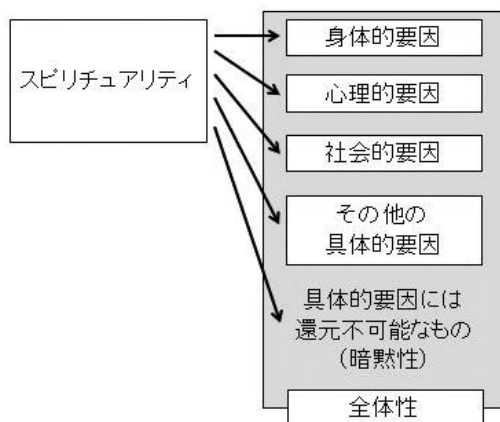 スピリチュアリティ
身体的要因
心理的要因
社会的要因
その他の
具体的要因
具体的要因には
還元不可能なもの
（暗黙性）
全体性